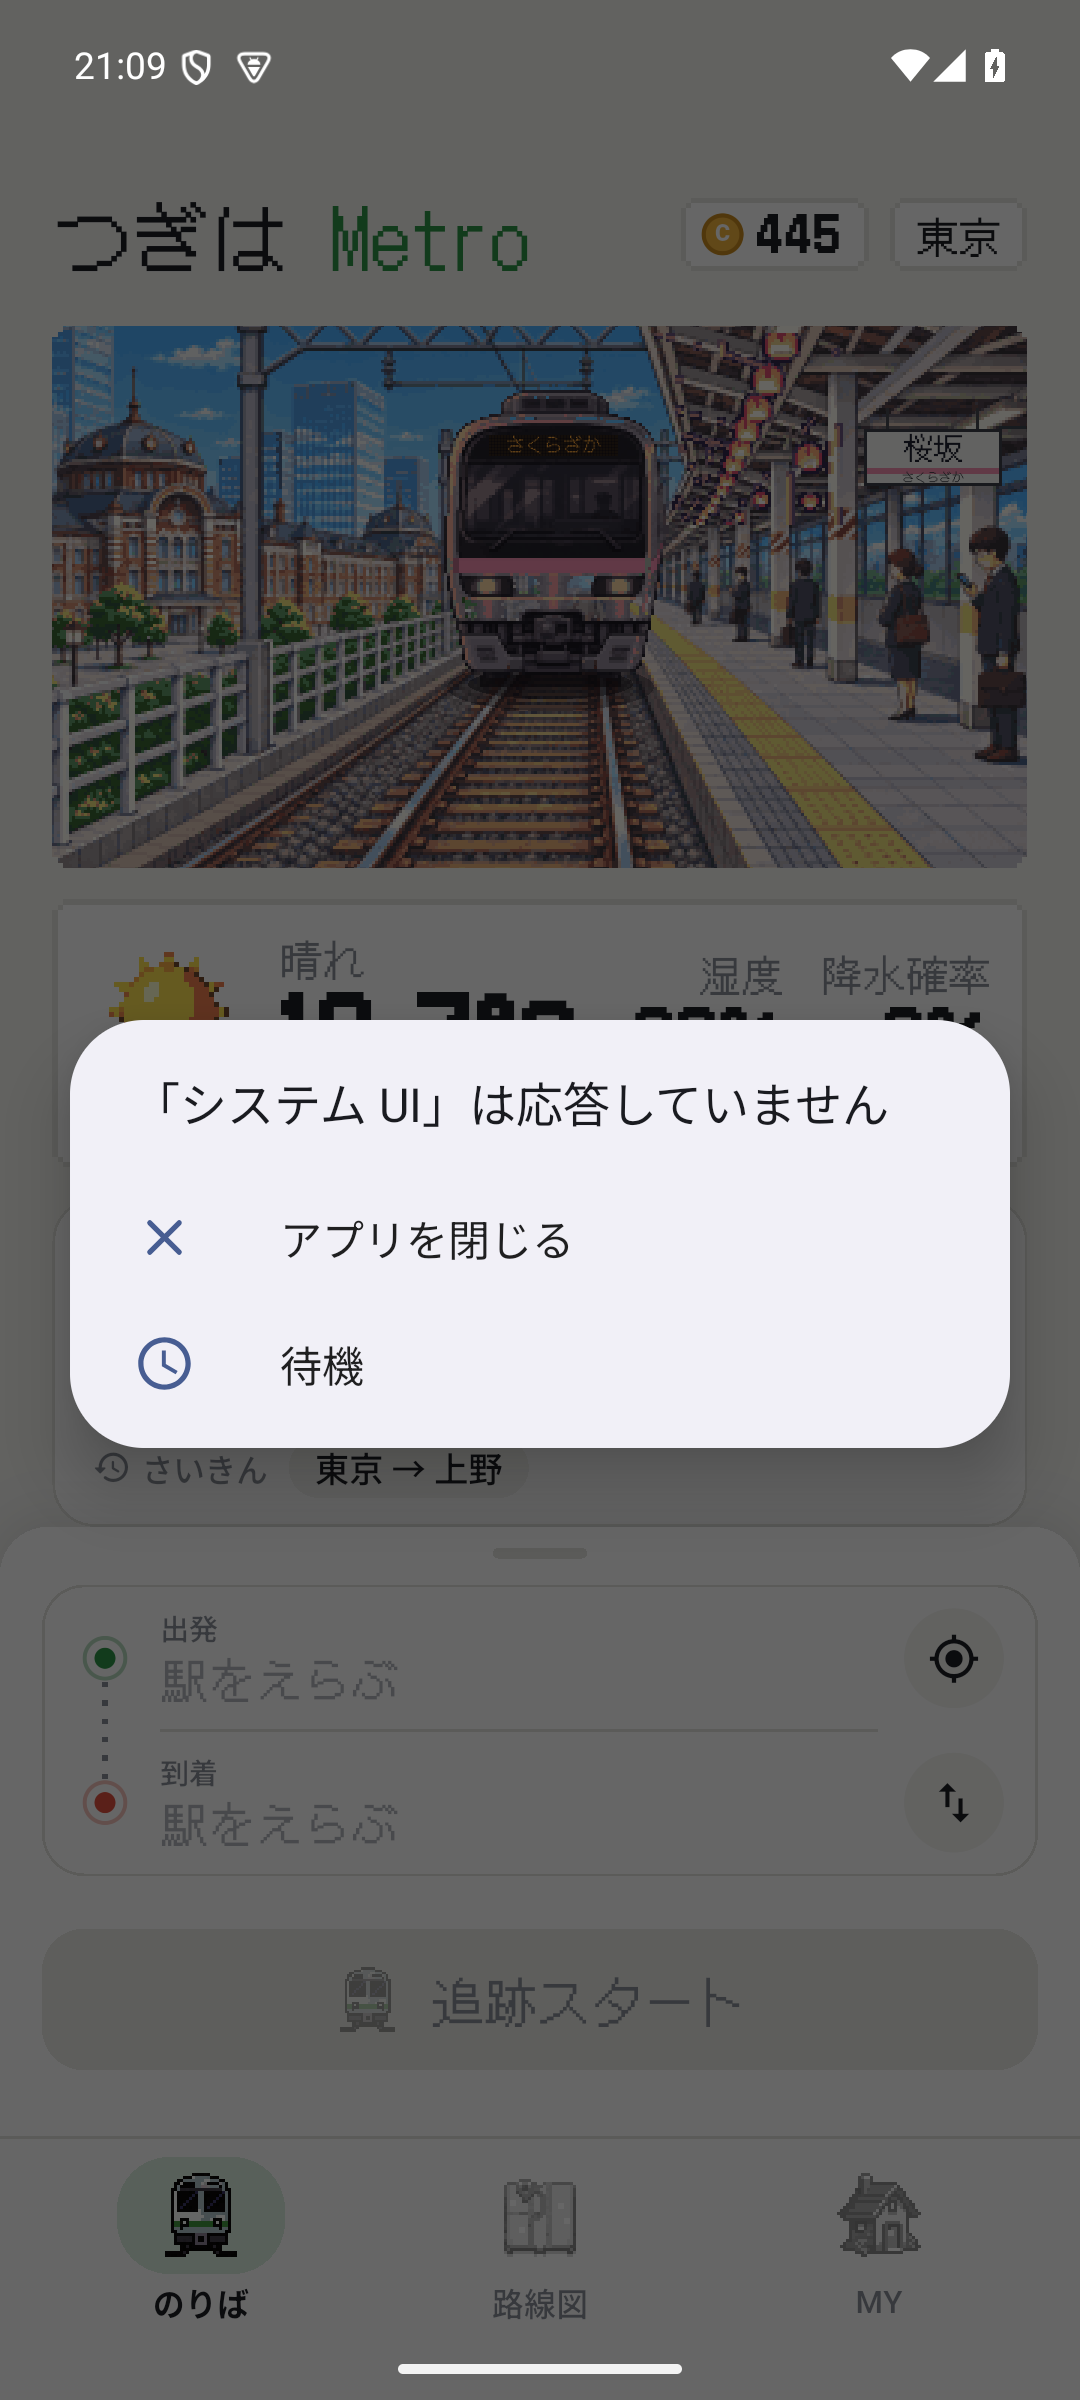 21:09
つぎは Metro
C 445
東京
さくらざか
桜坂
さくらざか
晴れ
湿度 降水確率
「システム UI」は応答していません
アプリを閉じる
待機
さいきん 東京 → 上野
出発
駅をえらぶ
到着
駅をえらぶ
追跡スタート
のりば
路線図
MY